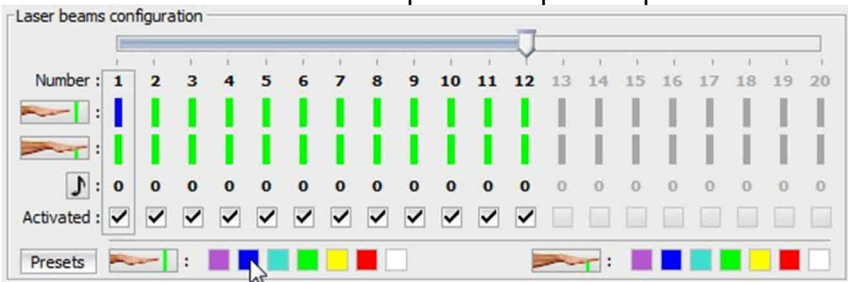 Laser beams configuration
Number : 1 2 3 4 5 6 7 8 9 10 11 12 13 14 15 16 17 18 19 20
:
:
♪ : 0 0 0 0 0 0 0 0 0 0 0 0 0 0 0 0 0 0 0 0
Activated :
Presets : :